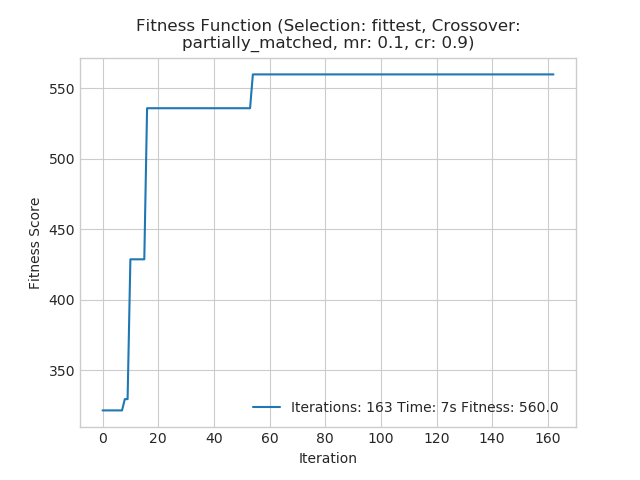 Fitness Function (Selection: fittest, Crossover:
partially_matched, mr: 0.1, cr: 0.9)
550
500
450
400
350
Fitness Score
Iterations: 163 Time: 7s Fitness: 560.0
0 20 40 60 80 100 120 140 160
Iteration